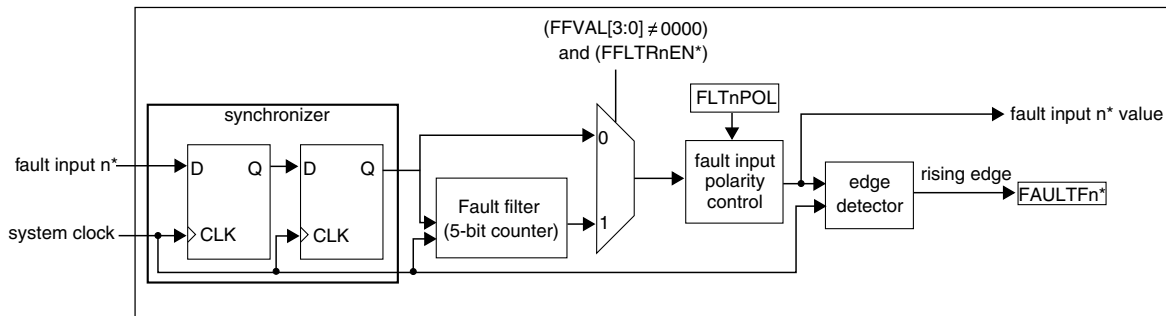 (FFVAL[3:0] ≠ 0000)
and (FFLTRnEN*)
FLTnPOL
synchronizer
fault input n* value
0
fault input n*
D Q
D Q
fault input
polarity
control
edge
detector
rising edge
FAULTFn*
Fault filter
(5-bit counter)
1
system clock
CLK
CLK